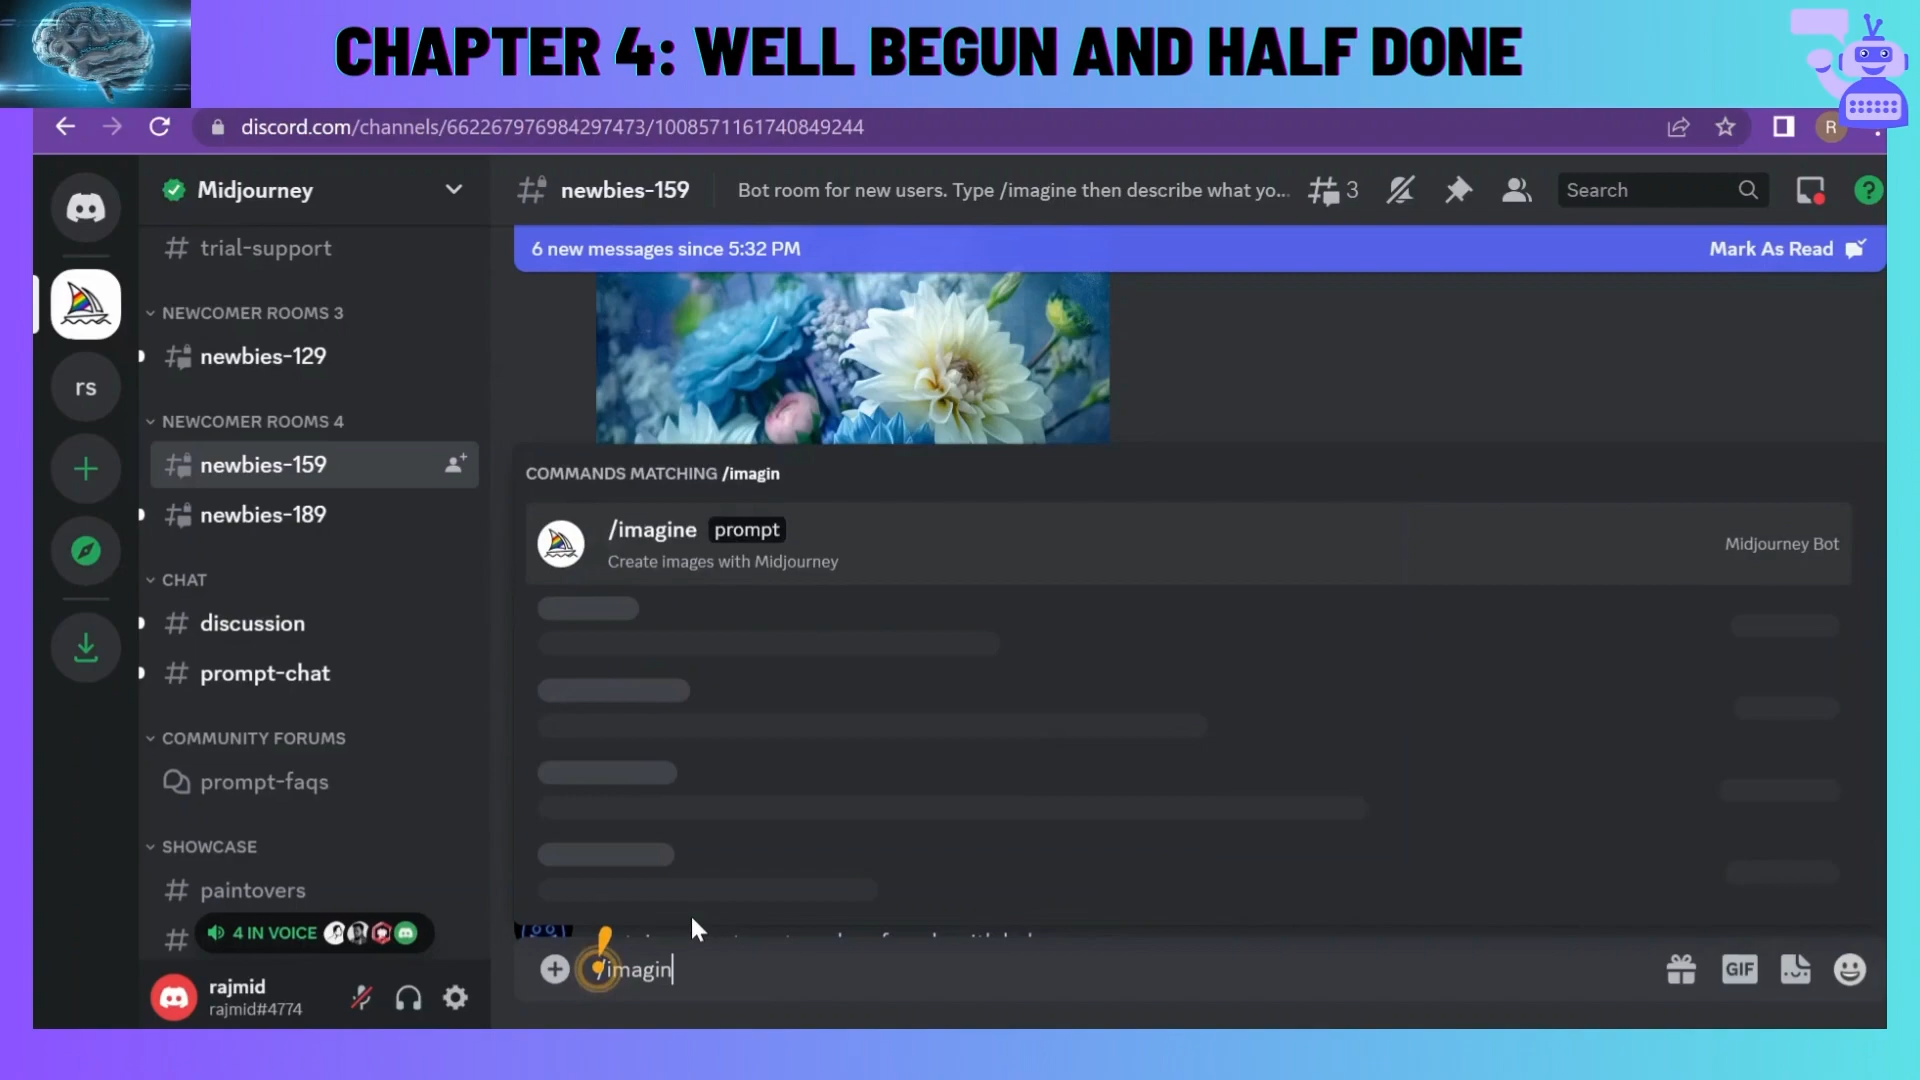 CHAPTER 4: WELL BEGUN AND HALF DONE
discord.com/channels/662267976984297473/1008571161740849244
R
Midjourney
newbies-159
Bot room for new users. Type /imagine then describe what yo...
3
Search
trial-support
6 new messages since 5:32 PM
Mark As Read
NEWCOMER ROOMS 3
newbies-129
rs
NEWCOMER ROOMS 4
newbies-159
newbies-189
COMMANDS MATCHING /imagin
/imagine prompt
Create images with Midjourney
Midjourney Bot
CHAT
discussion
prompt-chat
COMMUNITY FORUMS
prompt-faqs
SHOWCASE
paintovers
4 IN VOICE
/imagin
GIF
rajmid
rajmid#4774